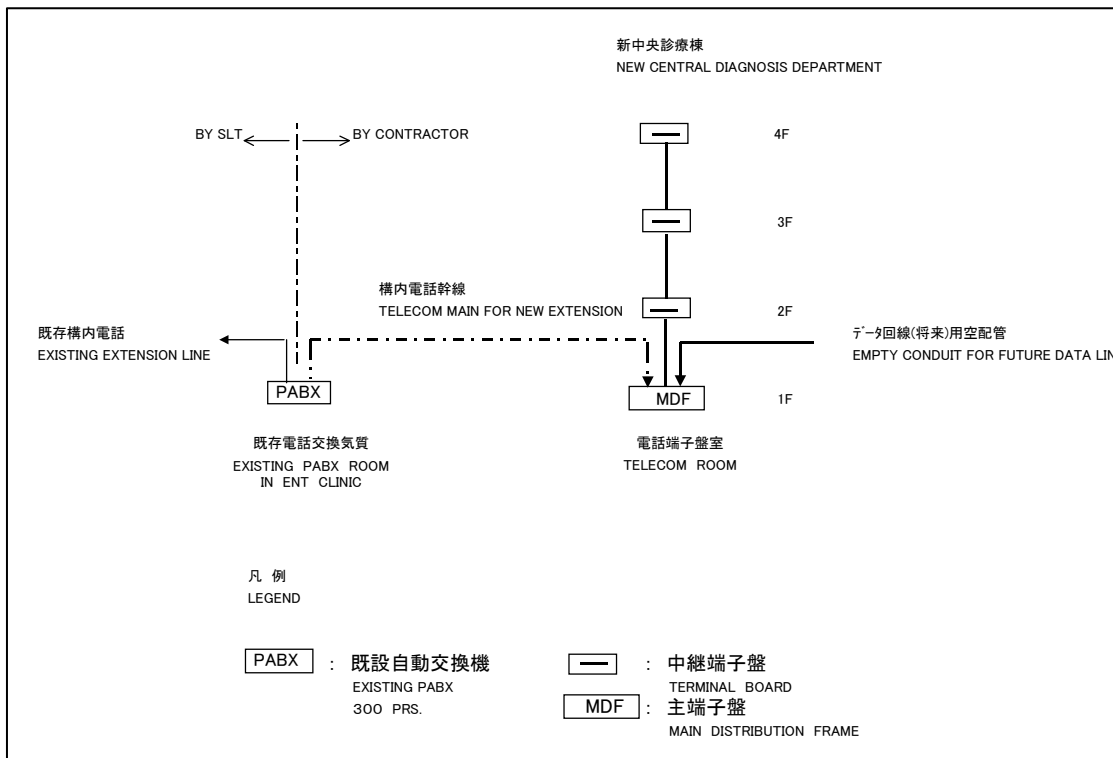 新中央診療棟
NEW CENTRAL DIAGNOSIS DEPARTMENT
BY SLT
BY CONTRACTOR
4F
3F
構内電話幹線
TELECOM MAIN FOR NEW EXTENSION
2F
既存構内電話
EXISTING EXTENSION LINE
ﾃﾞｰﾀ回線(将来)用空配管
EMPTY CONDUIT FOR FUTURE DATA LIN
PABX
MDF
1F
既存電話交換気質
EXISTING PABX ROOM
IN ENT CLINIC
電話端子盤室
TELECOM ROOM
凡 例
LEGEND
PABX : 既設自動交換機
EXISTING PABX
300 PRS.
: 中継端子盤
TERMINAL BOARD
MDF : 主端子盤
MAIN DISTRIBUTION FRAME